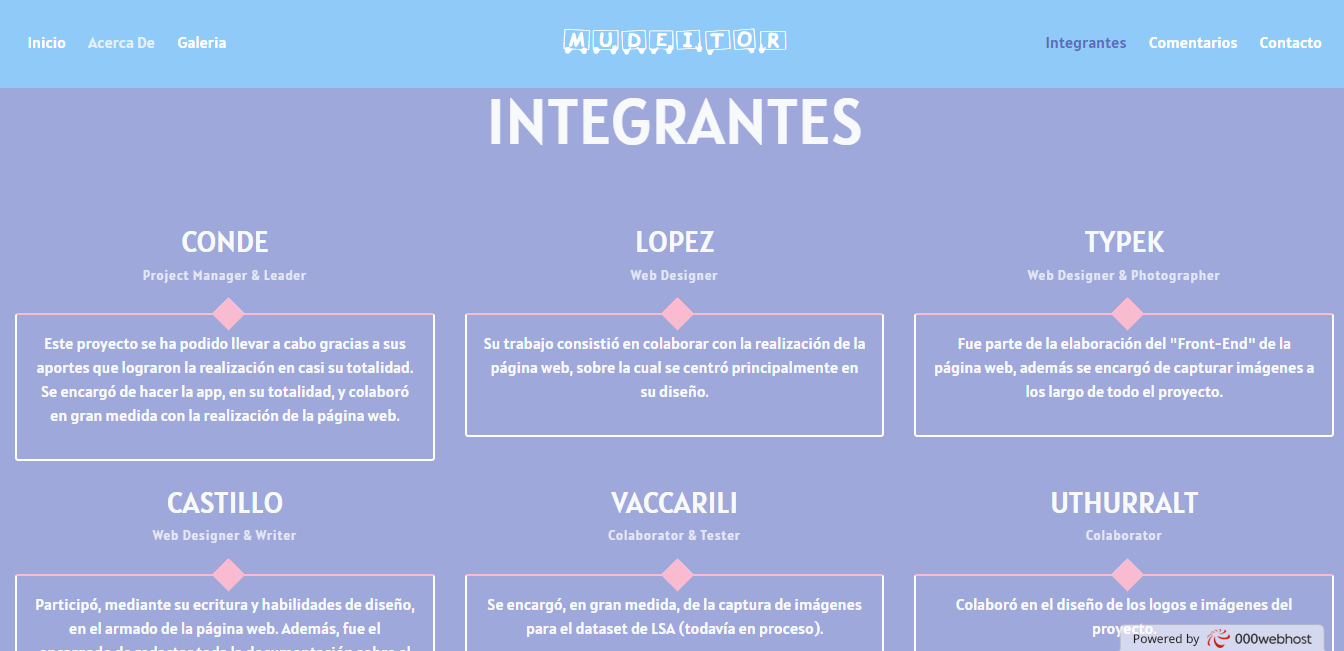 Inicio Acerca De Galeria MUDEITOR Integrantes Comentarios Contacto
INTEGRANTES
CONDE
Project Manager & Leader
Este proyecto se ha podido llevar a cabo gracias a sus
aportes que lograron la realización en casi su totalidad.
Se encargó de hacer la app, en su totalidad, y colaboró
en gran medida con la realización de la página web.
LOPEZ
Web Designer
Su trabajo consistió en colaborar con la realización de la
página web, sobre la cual se centró principalmente en
su diseño.
TYPEK
Web Designer & Photographer
Fue parte de la elaboración del "Front-End" de la
página web, además se encargó de capturar imágenes a
los largo de todo el proyecto.
CASTILLO
Web Designer & Writer
Participó, mediante su ecritura y habilidades de diseño,
en el armado de la página web. Además, fue el
encargado de redactar toda la documentación sobre el
VACCARILI
Colaborator & Tester
Se encargó, en gran medida, de la captura de imágenes
para el dataset de LSA (todavía en proceso).
UTHURRALT
Colaborator
Colaboró en el diseño de los logos e imágenes del
proyecto.
Powered by 000webhost